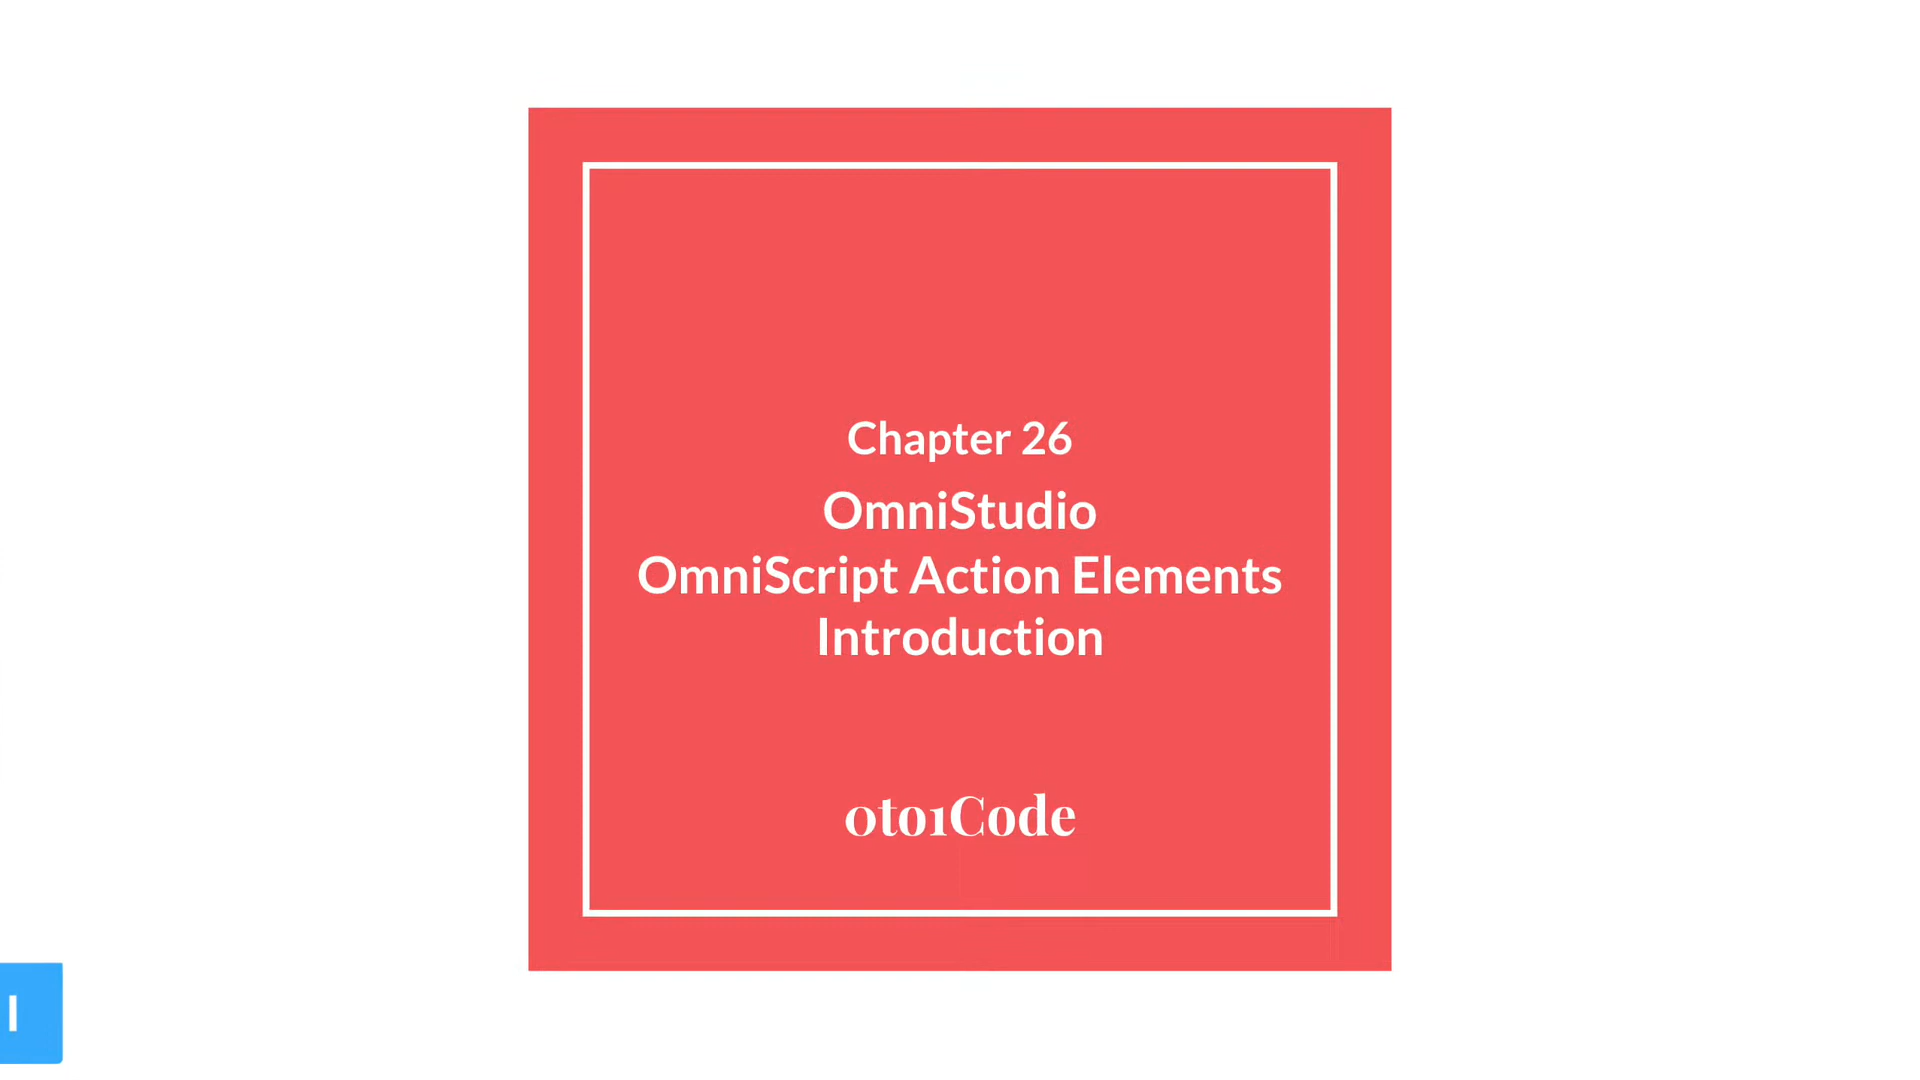 Chapter 26
OmniStudio
OmniScript Action Elements
Introduction
0to1Code